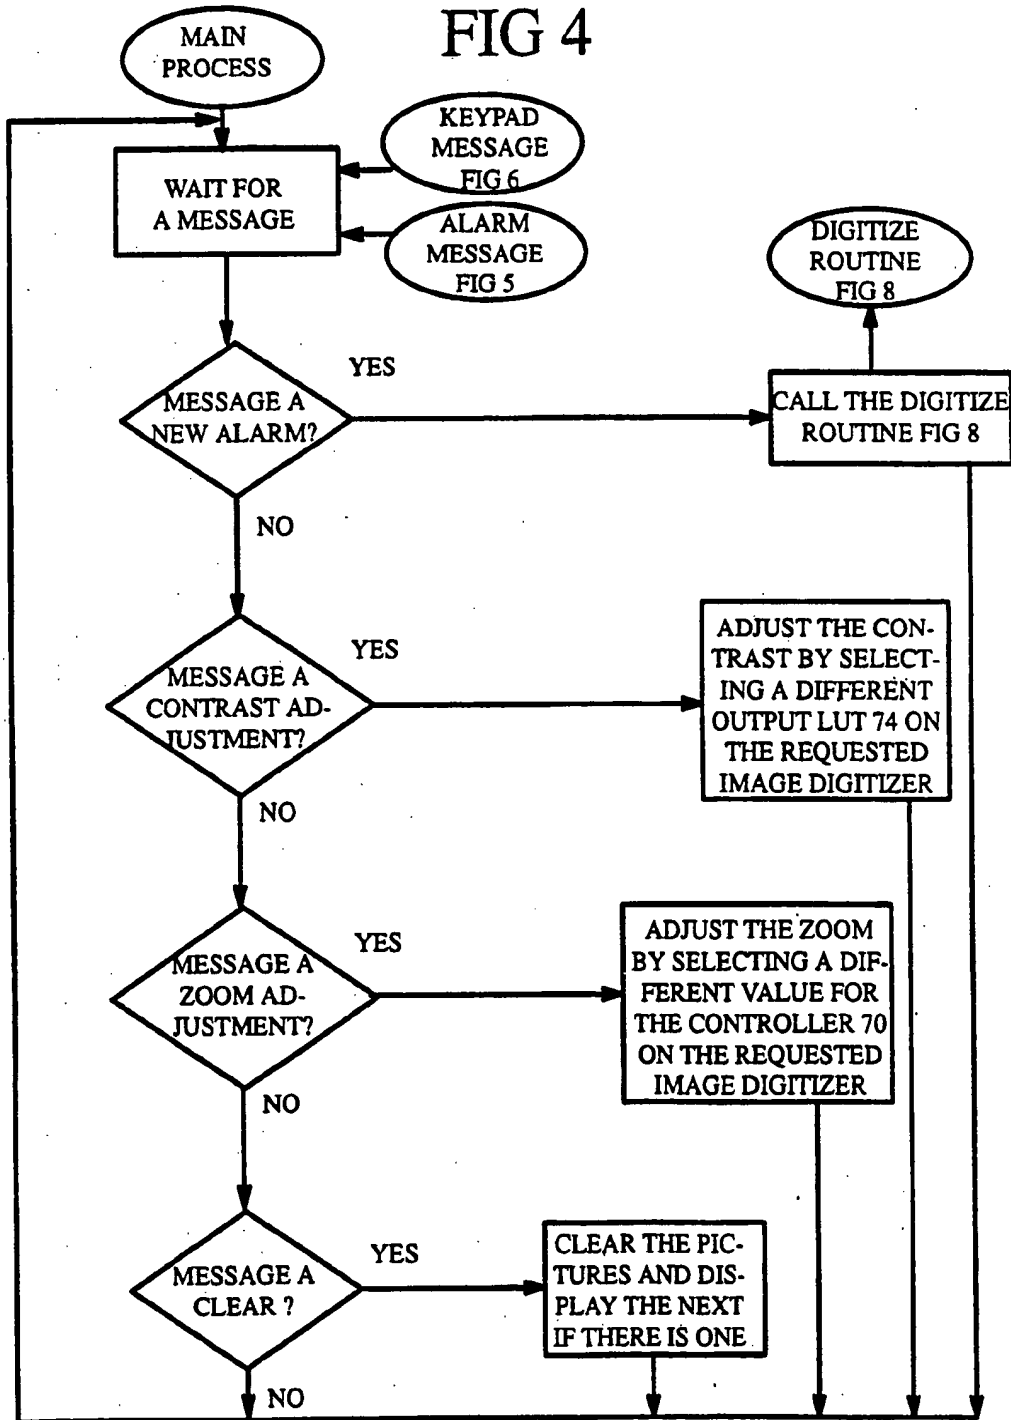 FIG 4
MAIN
PROCESS
KEYPAD
MESSAGE
FIG 6
WAIT FOR
A MESSAGE
ALARM
MESSAGE
FIG 5
DIGITIZE
ROUTINE
FIG 8
YES
MESSAGE A
NEW ALARM?
CALL THE DIGITIZE
ROUTINE FIG 8
NO
YES
MESSAGE A
CONTRAST AD-
JUSTMENT?
ADJUST THE CON-
TRAST BY SELECT-
ING A DIFFERENT
OUTPUT LUT 74 ON
THE REQUESTED
IMAGE DIGITIZER
NO
YES
MESSAGE A
ZOOM AD-
JUSTMENT?
ADJUST THE ZOOM
BY SELECTING A DIF-
FERENT VALUE FOR
THE CONTROLLER 70
ON THE REQUESTED
IMAGE DIGITIZER
NO
YES
MESSAGE A
CLEAR ?
CLEAR THE PIC-
TURES AND DIS-
PLAY THE NEXT
IF THERE IS ONE
NO